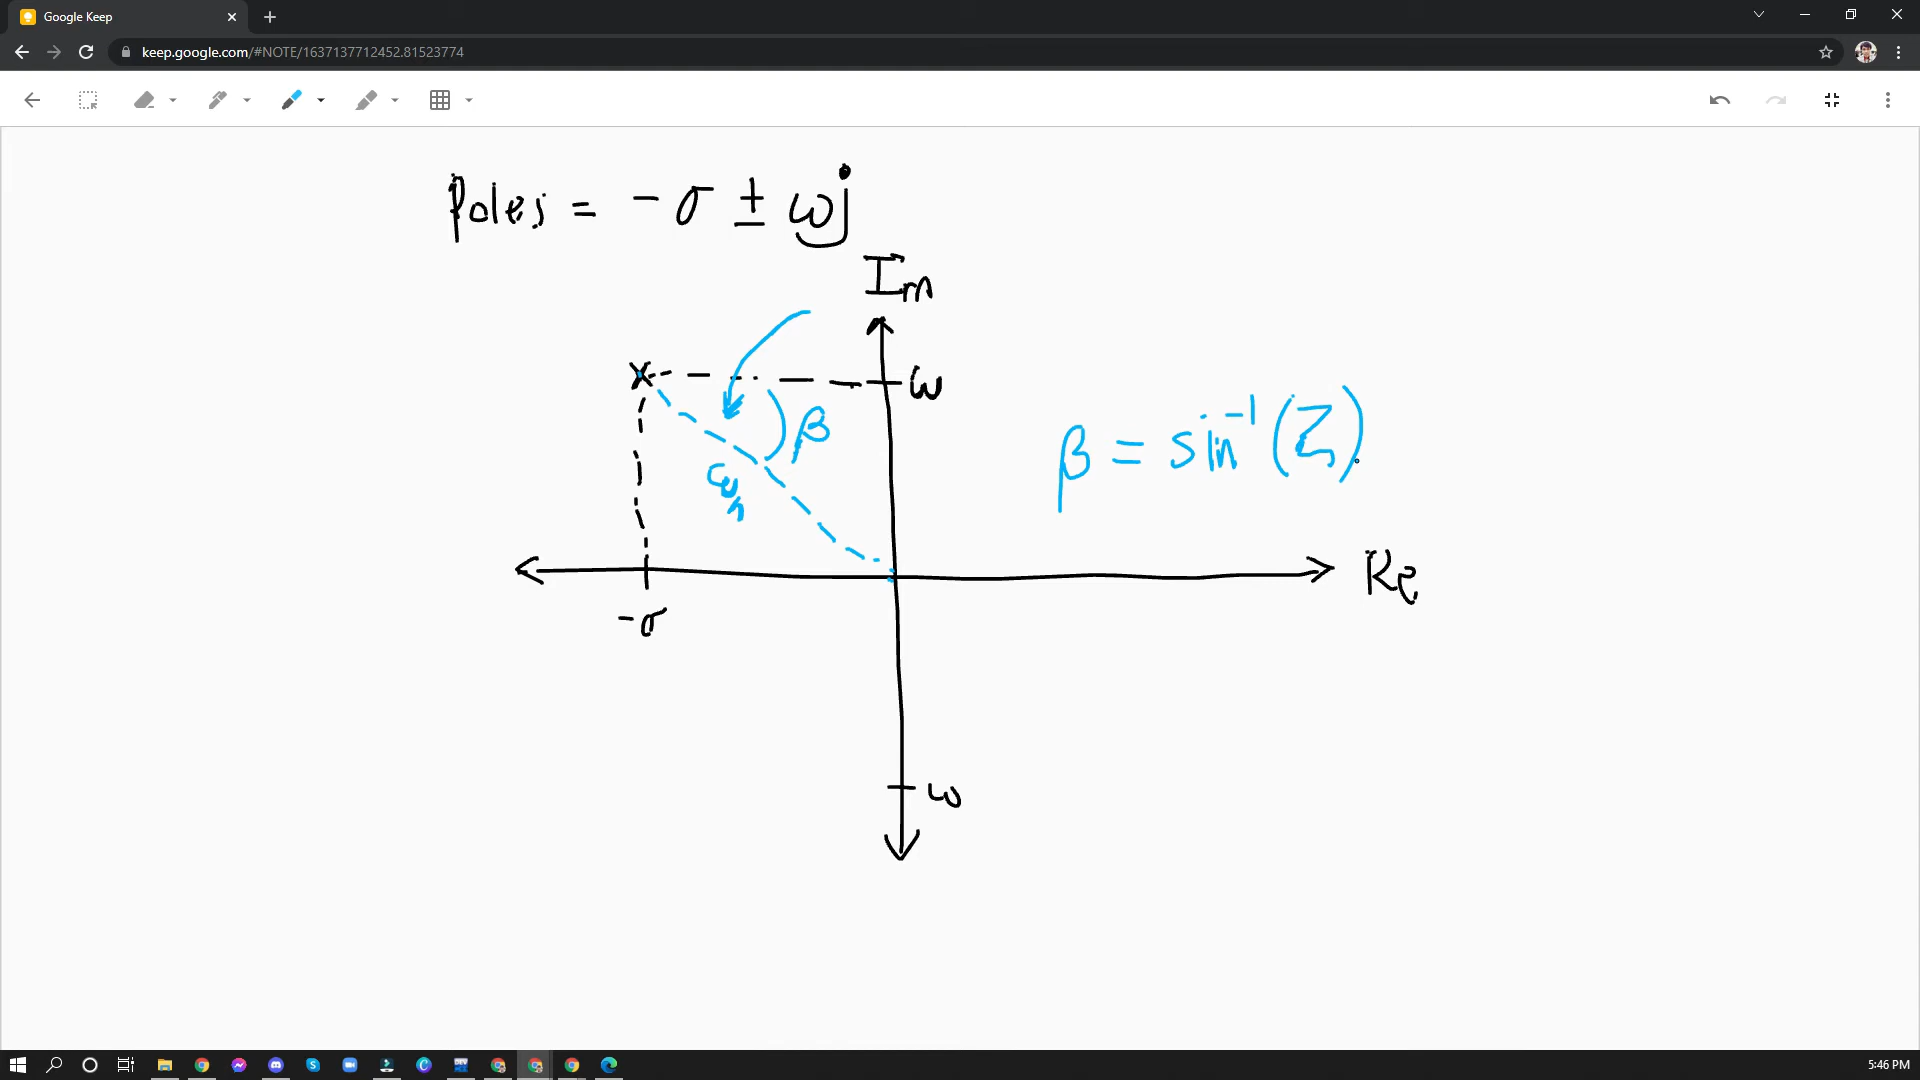 Google Keep
keep.google.com/#NOTE/1637137712452.81523774
Poles = -σ ± ωj
Im
ω
β
ωn
β = sin⁻¹(ζ)
Re
-σ
ω
5:46 PM